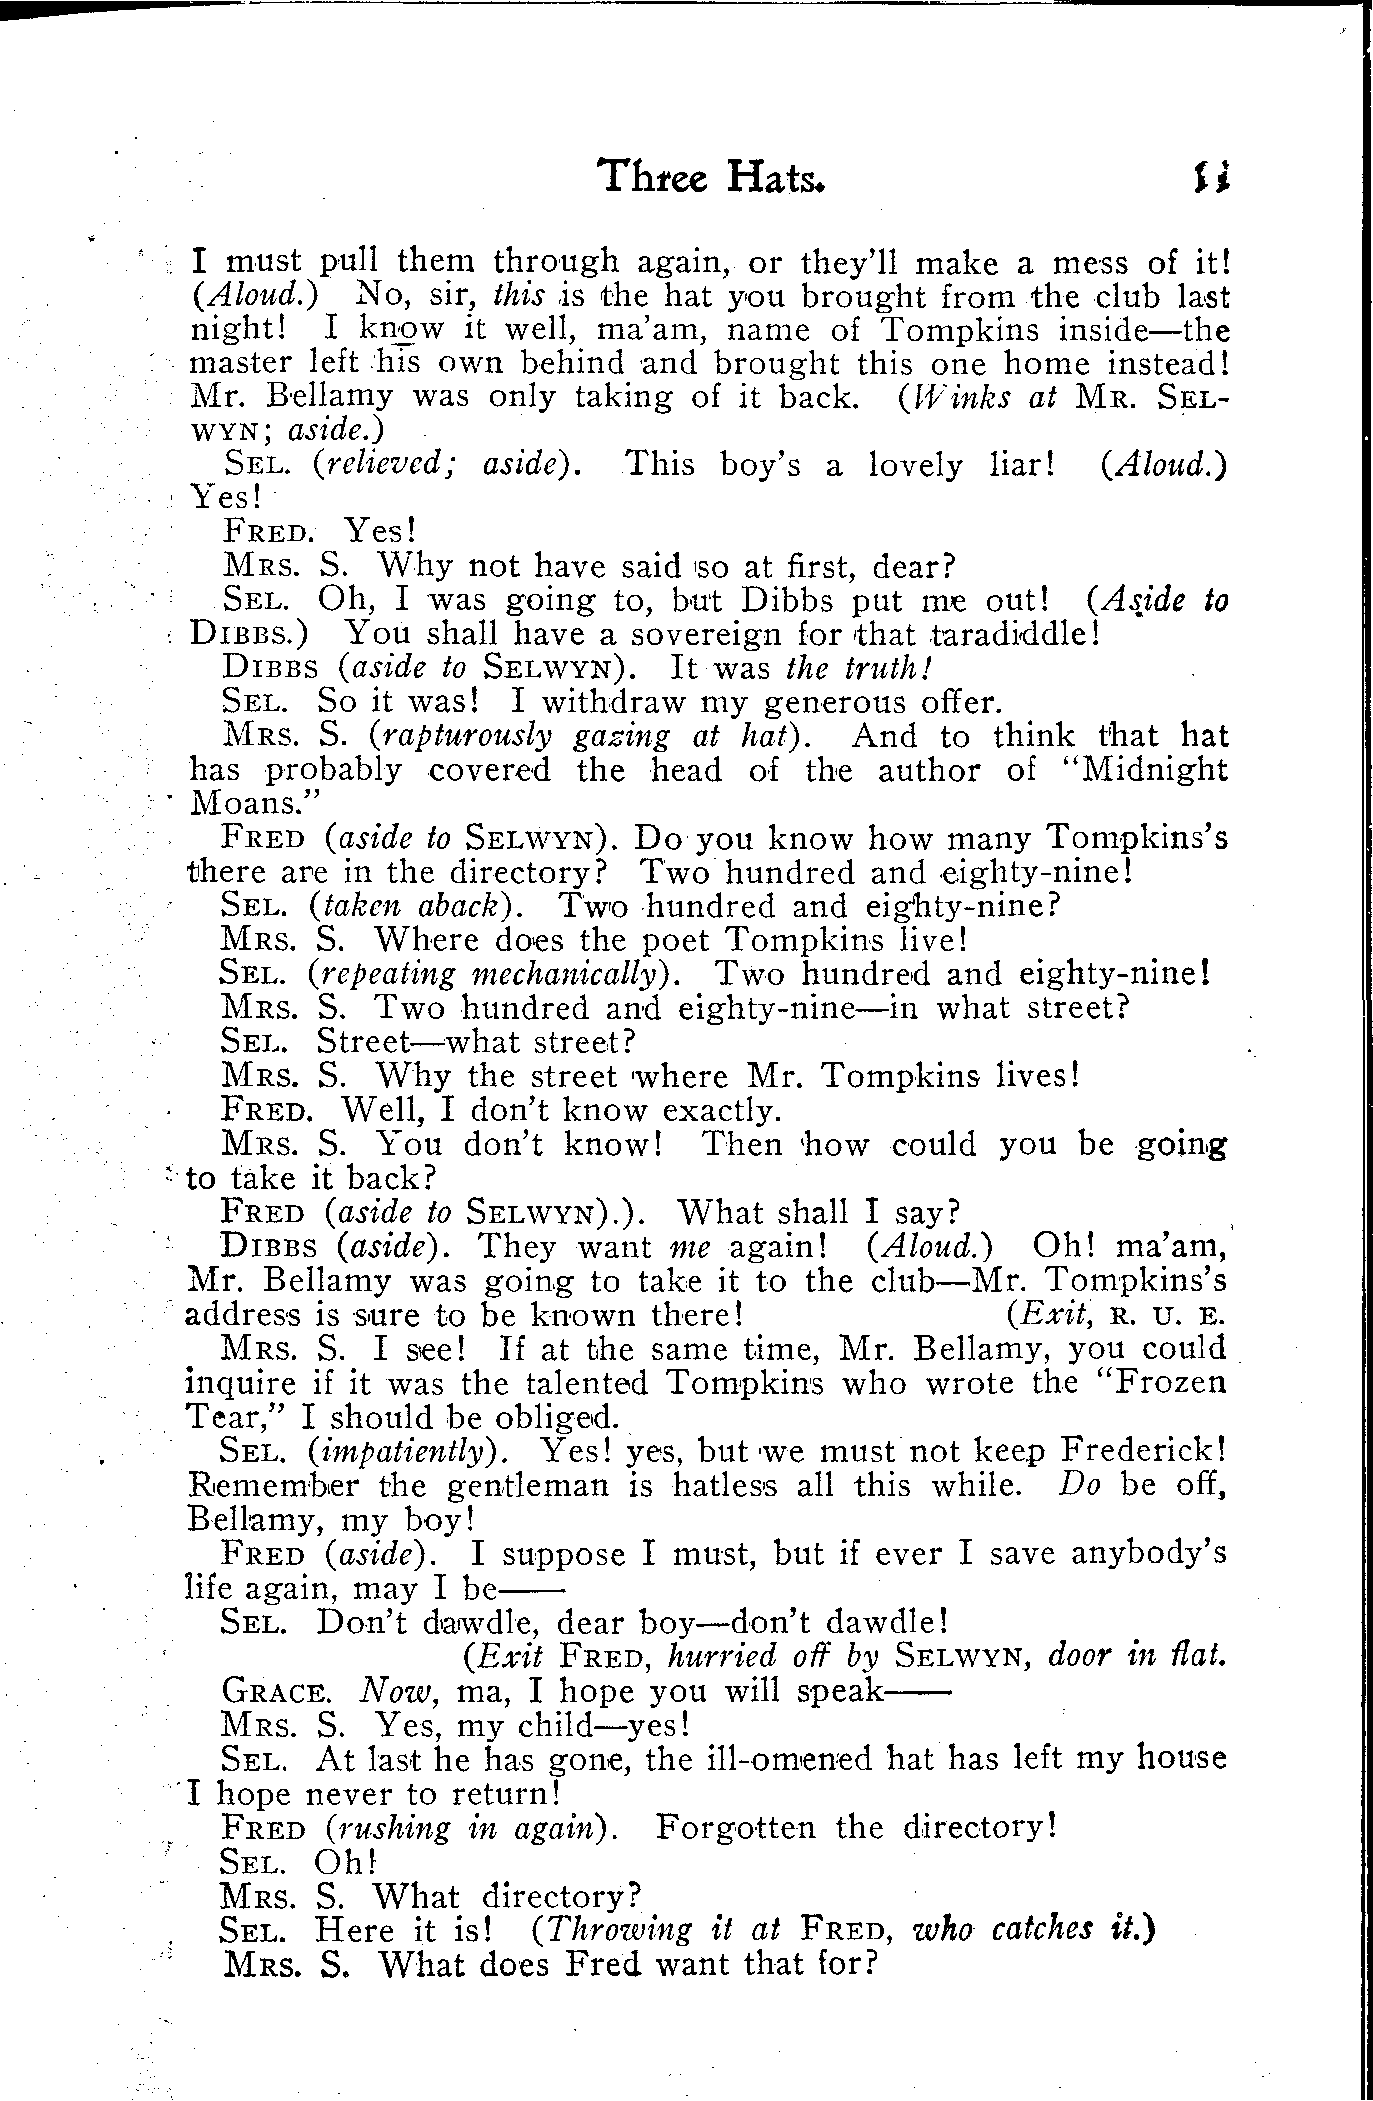 Three Hats. 11
I must pull them through again, or they'll make a mess of it!
(Aloud.) No, sir, this is the hat you brought from the club last
night! I know it well, ma'am, name of Tompkins inside—the
master left his own behind and brought this one home instead!
Mr. Bellamy was only taking of it back. (Winks at MR. SEL-
WYN; aside.)
SEL. (relieved; aside). This boy's a lovely liar! (Aloud.)
Yes!
FRED. Yes!
MRS. S. Why not have said so at first, dear?
SEL. Oh, I was going to, but Dibbs put me out! (Aside to
DIBBS.) You shall have a sovereign for that taradiddle!
DIBBS (aside to SELWYN). It was the truth!
SEL. So it was! I withdraw my generous offer.
MRS. S. (rapturously gazing at hat). And to think that hat
has probably covered the head of the author of "Midnight
Moans."
FRED (aside to SELWYN). Do you know how many Tompkins's
there are in the directory? Two hundred and eighty-nine!
SEL. (taken aback). Two hundred and eighty-nine?
MRS. S. Where does the poet Tompkins live!
SEL. (repeating mechanically). Two hundred and eighty-nine!
MRS. S. Two hundred and eighty-nine—in what street?
SEL. Street—what street?
MRS. S. Why the street where Mr. Tompkins lives!
FRED. Well, I don't know exactly.
MRS. S. You don't know! Then how could you be going
to take it back?
FRED (aside to SELWYN).). What shall I say?
DIBBS (aside). They want me again! (Aloud.) Oh! ma'am,
Mr. Bellamy was going to take it to the club—Mr. Tompkins's
address is sure to be known there! (Exit, R. U. E.
MRS. S. I see! If at the same time, Mr. Bellamy, you could
inquire if it was the talented Tompkins who wrote the "Frozen
Tear," I should be obliged.
SEL. (impatiently). Yes! yes, but we must not keep Frederick!
Remember the gentleman is hatless all this while. Do be off,
Bellamy, my boy!
FRED (aside). I suppose I must, but if ever I save anybody's
life again, may I be——
SEL. Don't dawdle, dear boy—don't dawdle!
(Exit FRED, hurried off by SELWYN, door in flat.
GRACE. Now, ma, I hope you will speak——
MRS. S. Yes, my child—yes!
SEL. At last he has gone, the ill-omened hat has left my house
I hope never to return!
FRED (rushing in again). Forgotten the directory!
SEL. Oh!
MRS. S. What directory?
SEL. Here it is! (Throwing it at FRED, who catches it.)
MRS. S. What does Fred want that for?